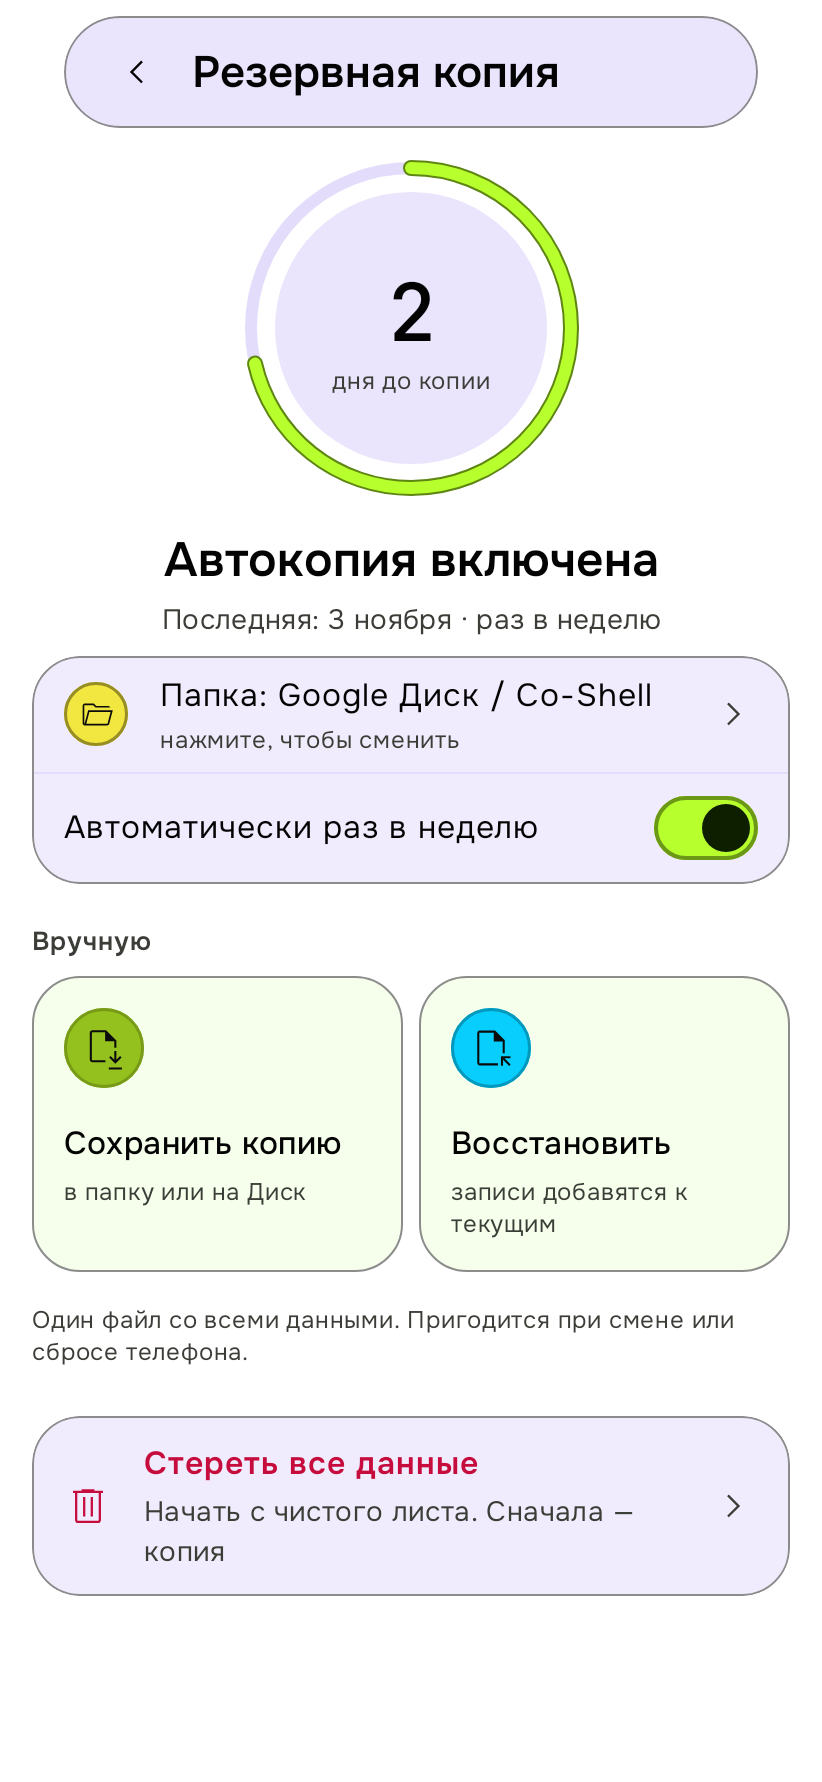 Резервная копия
2
дня до копии
Автокопия включена
Последняя: 3 ноября · раз в неделю
Папка: Google Диск / Co-Shell
нажмите, чтобы сменить
Автоматически раз в неделю
Вручную
Сохранить копию
в папку или на Диск
Восстановить
записи добавятся к
текущим
Один файл со всеми данными. Пригодится при смене или
сбросе телефона.
Стереть все данные
Начать с чистого листа. Сначала —
копия